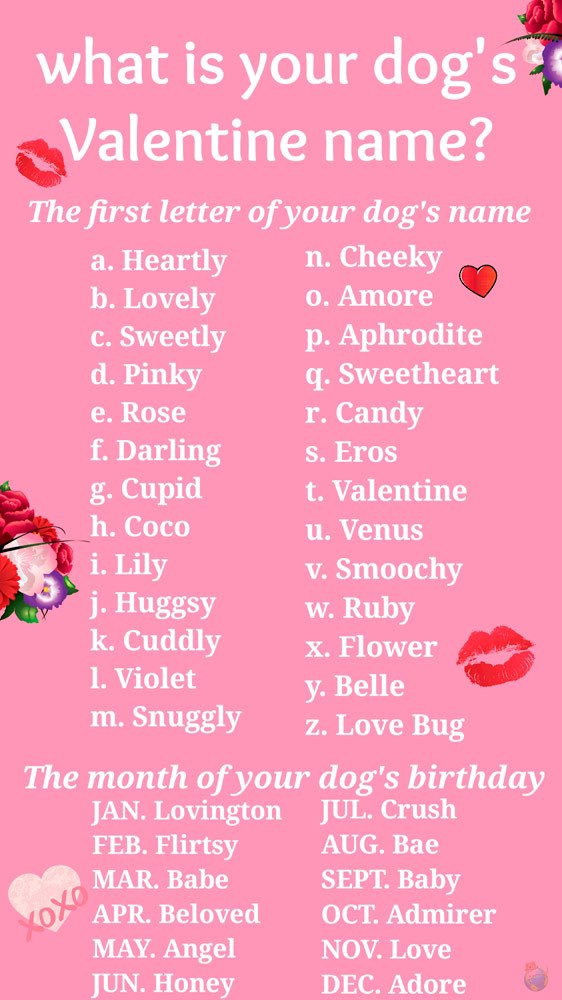 what is your dog's
Valentine name?
The first letter of your dog's name
a. Heartly
b. Lovely
c. Sweetly
d. Pinky
e. Rose
f. Darling
g. Cupid
h. Coco
i. Lily
j. Huggsy
k. Cuddly
l. Violet
m. Snuggly
n. Cheeky
o. Amore
p. Aphrodite
q. Sweetheart
r. Candy
s. Eros
t. Valentine
u. Venus
v. Smoochy
w. Ruby
x. Flower
y. Belle
z. Love Bug
The month of your dog's birthday
JAN. Lovington
FEB. Flirtsy
MAR. Babe
APR. Beloved
MAY. Angel
JUN. Honey
JUL. Crush
AUG. Bae
SEPT. Baby
OCT. Admirer
NOV. Love
DEC. Adore
XOXO